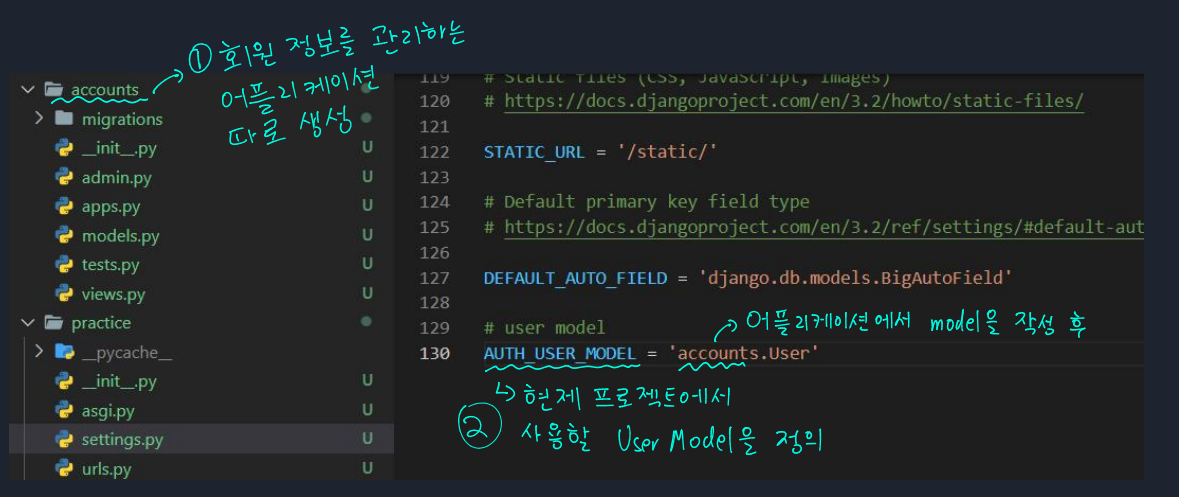 ① 회원 정보를 관리하는
어플리케이션
따로 생성
accounts
migrations
__init__.py U
admin.py U
apps.py U
models.py U
tests.py U
views.py U
practice
__pycache__
__init__.py U
asgi.py U
settings.py U
urls.py U
119 # Static files (CSS, JavaScript, Images)
120 # https://docs.djangoproject.com/en/3.2/howto/static-files/
121
122 STATIC_URL = '/static/'
123
124 # Default primary key field type
125 # https://docs.djangoproject.com/en/3.2/ref/settings/#default-aut
126
127 DEFAULT_AUTO_FIELD = 'django.db.models.BigAutoField'
128
129 # user model
어플리케이션에서 model을 작성 후
130 AUTH_USER_MODEL = 'accounts.User'
② 현제 프로젝트에서
사용할 User Model을 정의